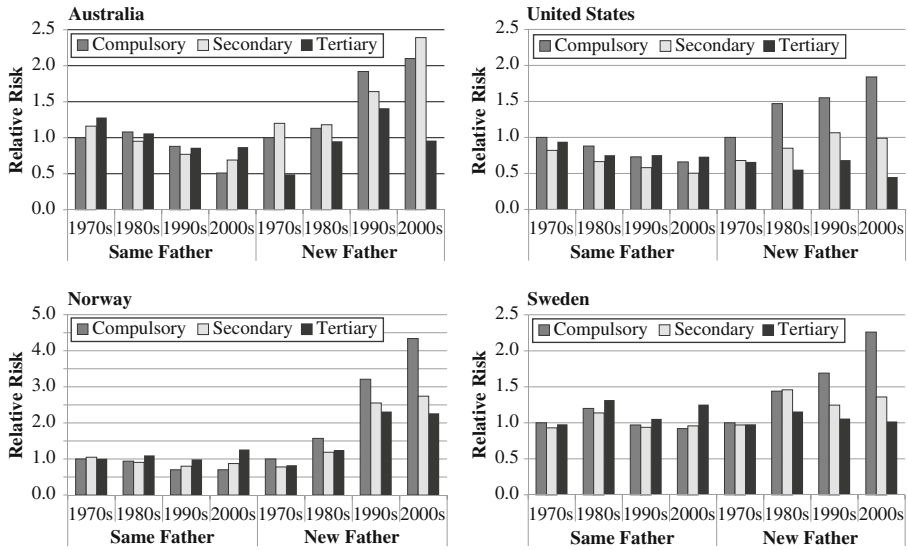 Australia
Relative Risk
2.5
2.0
1.5
1.0
0.5
0.0
Compulsory Secondary Tertiary
1970s 1980s 1990s 2000s 1970s 1980s 1990s 2000s
Same Father New Father
United States
Relative Risk
2.5
2.0
1.5
1.0
0.5
0.0
Compulsory Secondary Tertiary
1970s 1980s 1990s 2000s 1970s 1980s 1990s 2000s
Same Father New Father
Norway
Relative Risk
5.0
4.0
3.0
2.0
1.0
0.0
Compulsory Secondary Tertiary
1970s 1980s 1990s 2000s 1970s 1980s 1990s 2000s
Same Father New Father
Sweden
Relative Risk
2.5
2.0
1.5
1.0
0.5
0.0
Compulsory Secondary Tertiary
1970s 1980s 1990s 2000s 1970s 1980s 1990s 2000s
Same Father New Father